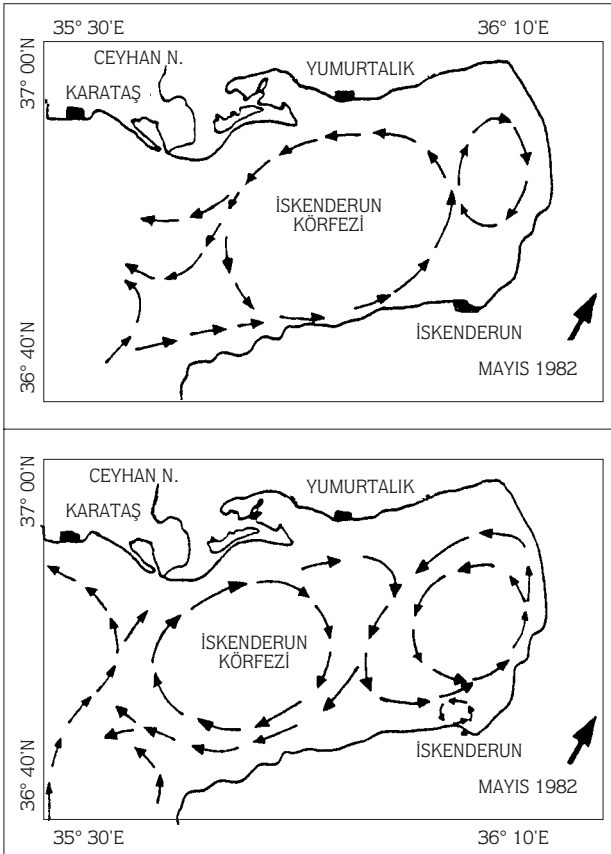 35° 30'E
36° 10'E
37° 00'N
CEYHAN N.
YUMURTALIK
KARATAŞ
İSKENDERUN
KÖRFEZİ
İSKENDERUN
36° 40'N
MAYIS 1982
37° 00'N
CEYHAN N.
YUMURTALIK
KARATAŞ
İSKENDERUN
KÖRFEZİ
İSKENDERUN
36° 40'N
MAYIS 1982
35° 30'E
36° 10'E